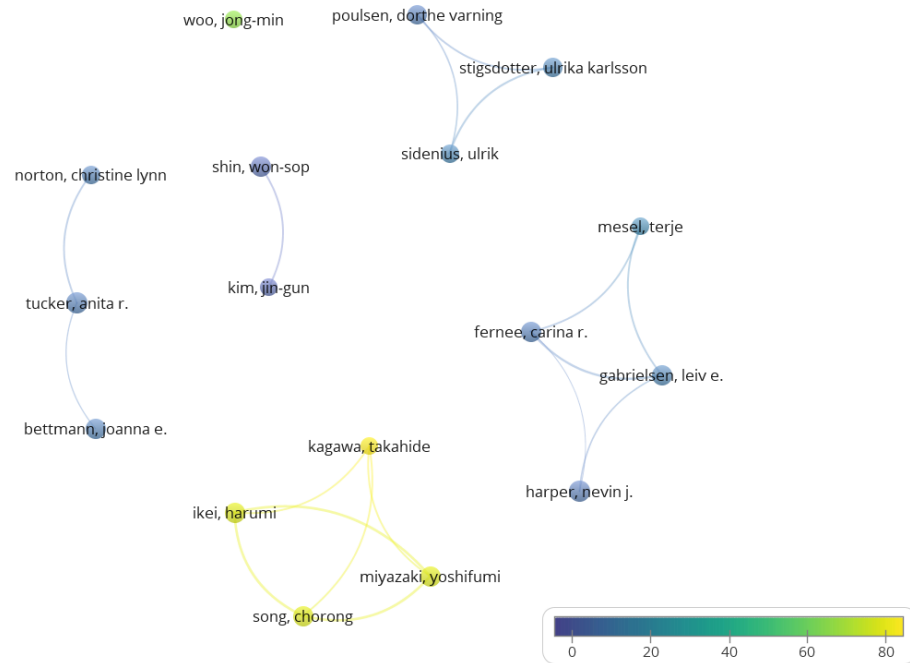 poulsen, dorthe varning
woo, jong-min
stigsdotter, ulrika karlsson
sidenius, ulrik
shin, won-sop
norton, christine lynn
mesel, terje
kim, jin-gun
tucker, anita r.
fernee, carina r.
gabrielsen, leiv e.
bettmann, joanna e.
kagawa, takahide
harper, nevin j.
ikei, harumi
miyazaki, yoshifumi
song, chorong
0 20 40 60 80